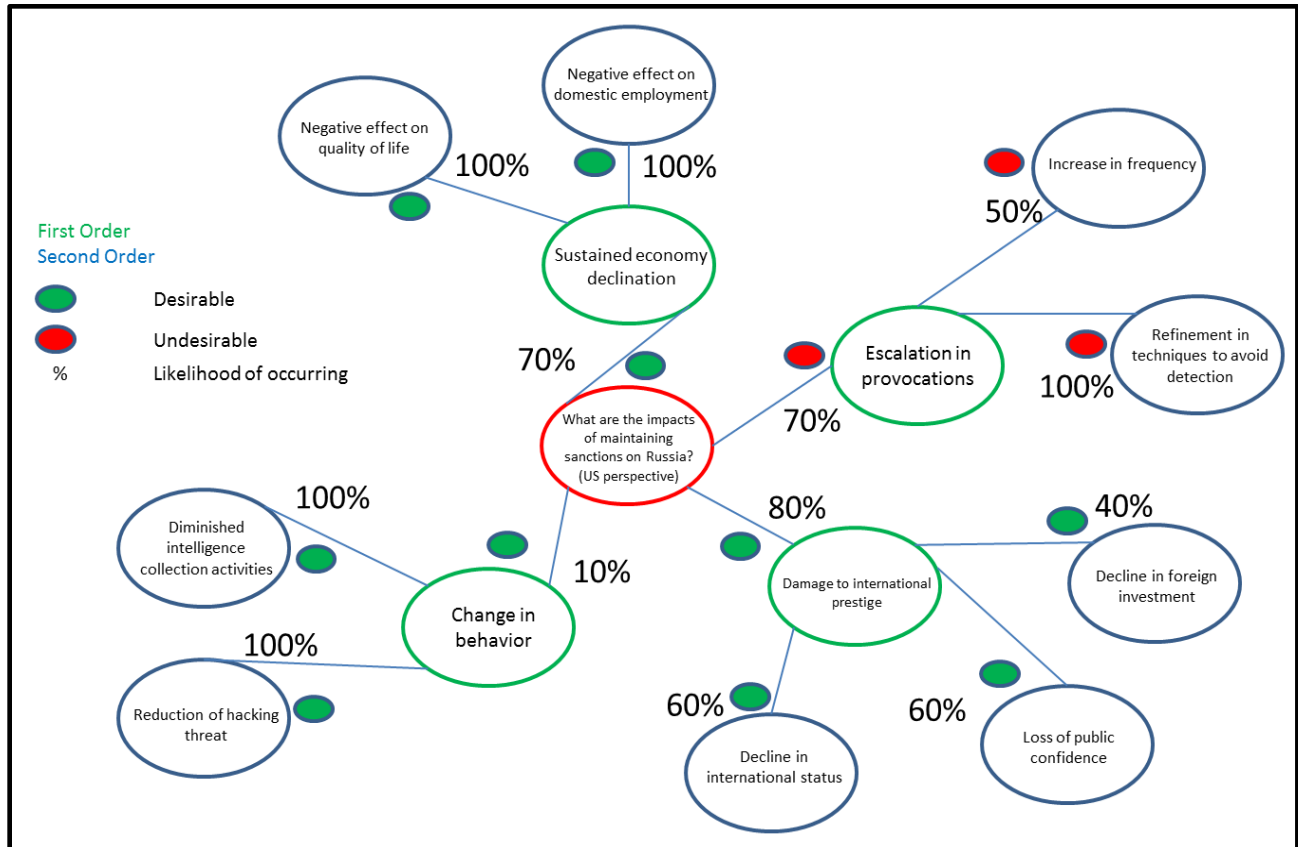 Negative effect on
domestic employment
Negative effect on
quality of life
100%
100%
Increase in frequency
50%
First Order
Second Order
Desirable
Undesirable
% Likelihood of occurring
Sustained economy
declination
70%
Escalation in
provocations
70%
Refinement in
techniques to avoid
detection
100%
What are the impacts
of maintaining
sanctions on Russia?
(US perspective)
100%
Diminished
intelligence
collection activities
10%
Change in
behavior
100%
Reduction of hacking
threat
80%
Damage to international
prestige
40%
Decline in foreign
investment
60%
Decline in
international status
60%
Loss of public
confidence